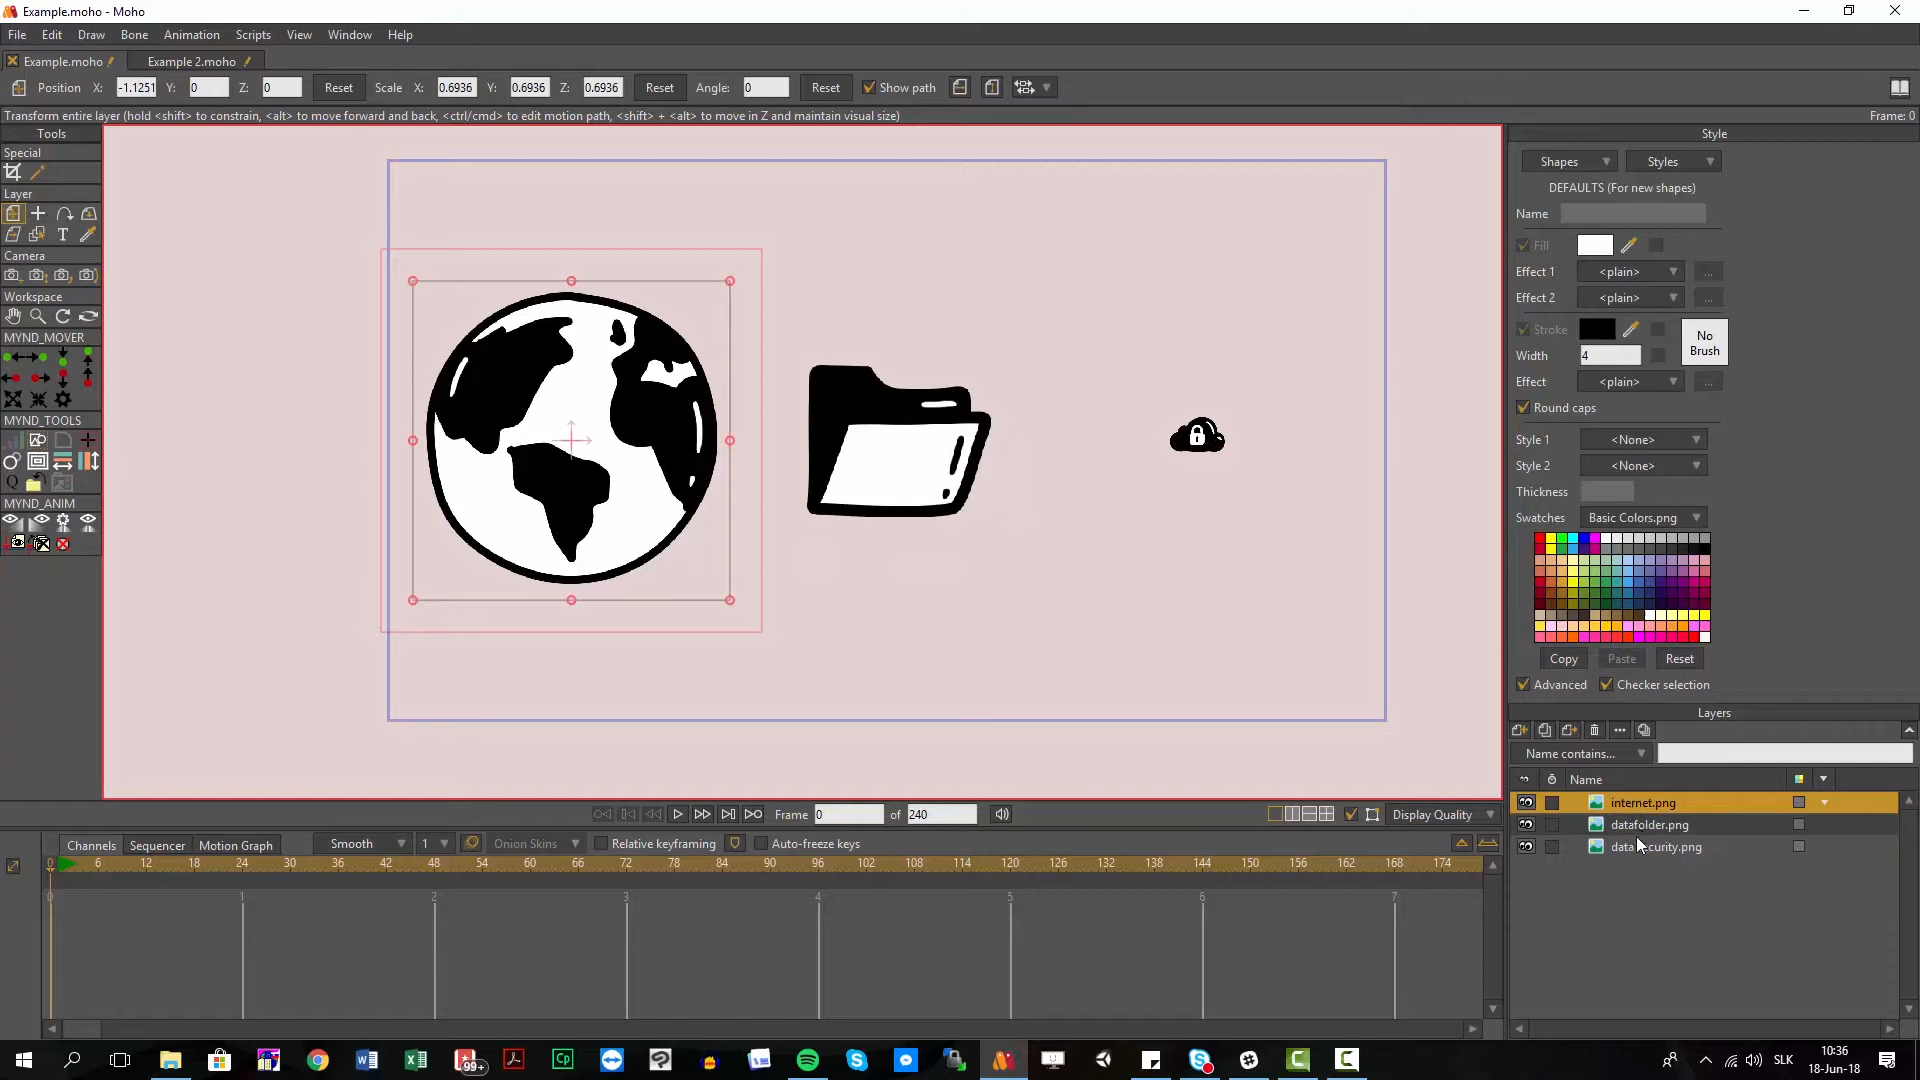 Example.moho - Moho
File Edit Draw Bone Animation Scripts View Window Help
Example.moho Example 2.moho
Position X: -1.1251 Y: 0 Z: 0 Reset Scale X: 0.6936 Y: 0.6936 Z: 0.6936 Reset Angle: 0 Reset Show path
Transform entire layer (hold <shift> to constrain, <alt> to move forward and back, <ctrl/cmd> to edit motion path, <shift> + <alt> to move in Z and maintain visual size) Frame: 0
Tools
Special
Layer
T
Camera
Workspace
MYND_MOVER
MYND_TOOLS
Q
MYND_ANIM
Style
Shapes Styles
DEFAULTS (For new shapes)
Name
Fill
Effect 1 <plain> ...
Effect 2 <plain> ...
Stroke
No Brush
Width 4
Effect <plain> ...
Round caps
Style 1 <None>
Style 2 <None>
Thickness
Swatches Basic Colors.png
Copy Paste Reset
Advanced Checker selection
Layers
Name contains...
Name
internet.png
datafolder.png
Frame 0 of 240 Display Quality
Channels Sequencer Motion Graph Smooth 1 Onion Skins Relative keyframing Auto-freeze keys
0 6 12 18 24 30 36 42 48 54 60 66 72 78 84 90 96 102 108 114 120 126 132 138 144 150 156 162 168 174
0 1 2 3 4 5 6 7
99+
Cp
SLK
10:36
18-Jun-18